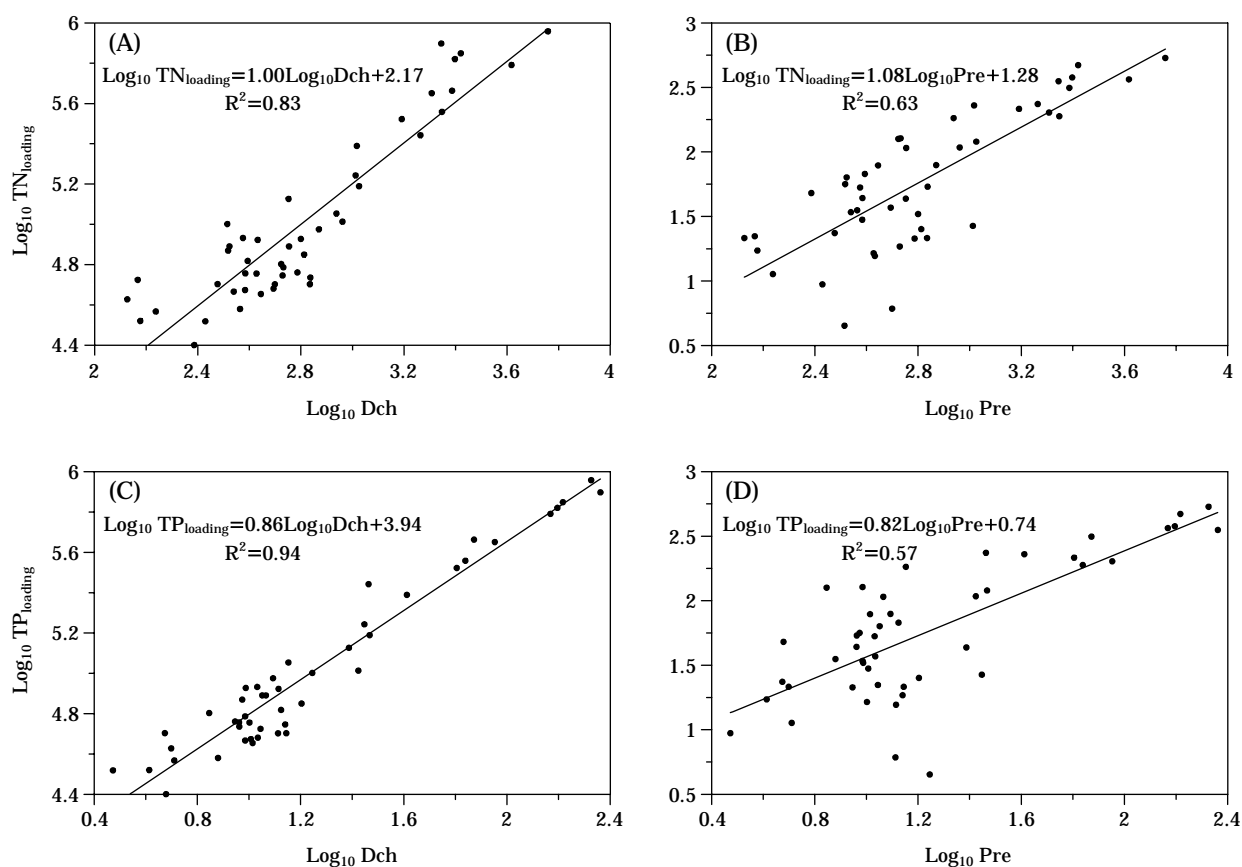 (A)
Log₁₀ TN_loading=1.00Log₁₀Dch+2.17
R²=0.83
Log₁₀ TN_loading
6
5.6
5.2
4.8
4.4
2 2.4 2.8 3.2 3.6 4
Log₁₀ Dch
(B)
Log₁₀ TN_loading=1.08Log₁₀Pre+1.28
R²=0.63
3
2.5
2
1.5
1
0.5
2 2.4 2.8 3.2 3.6 4
Log₁₀ Pre
(C)
Log₁₀ TP_loading=0.86Log₁₀Dch+3.94
R²=0.94
Log₁₀ TP_loading
6
5.6
5.2
4.8
4.4
0.4 0.8 1.2 1.6 2 2.4
Log₁₀ Dch
(D)
Log₁₀ TP_loading=0.82Log₁₀Pre+0.74
R²=0.57
3
2.5
2
1.5
1
0.5
0.4 0.8 1.2 1.6 2 2.4
Log₁₀ Pre